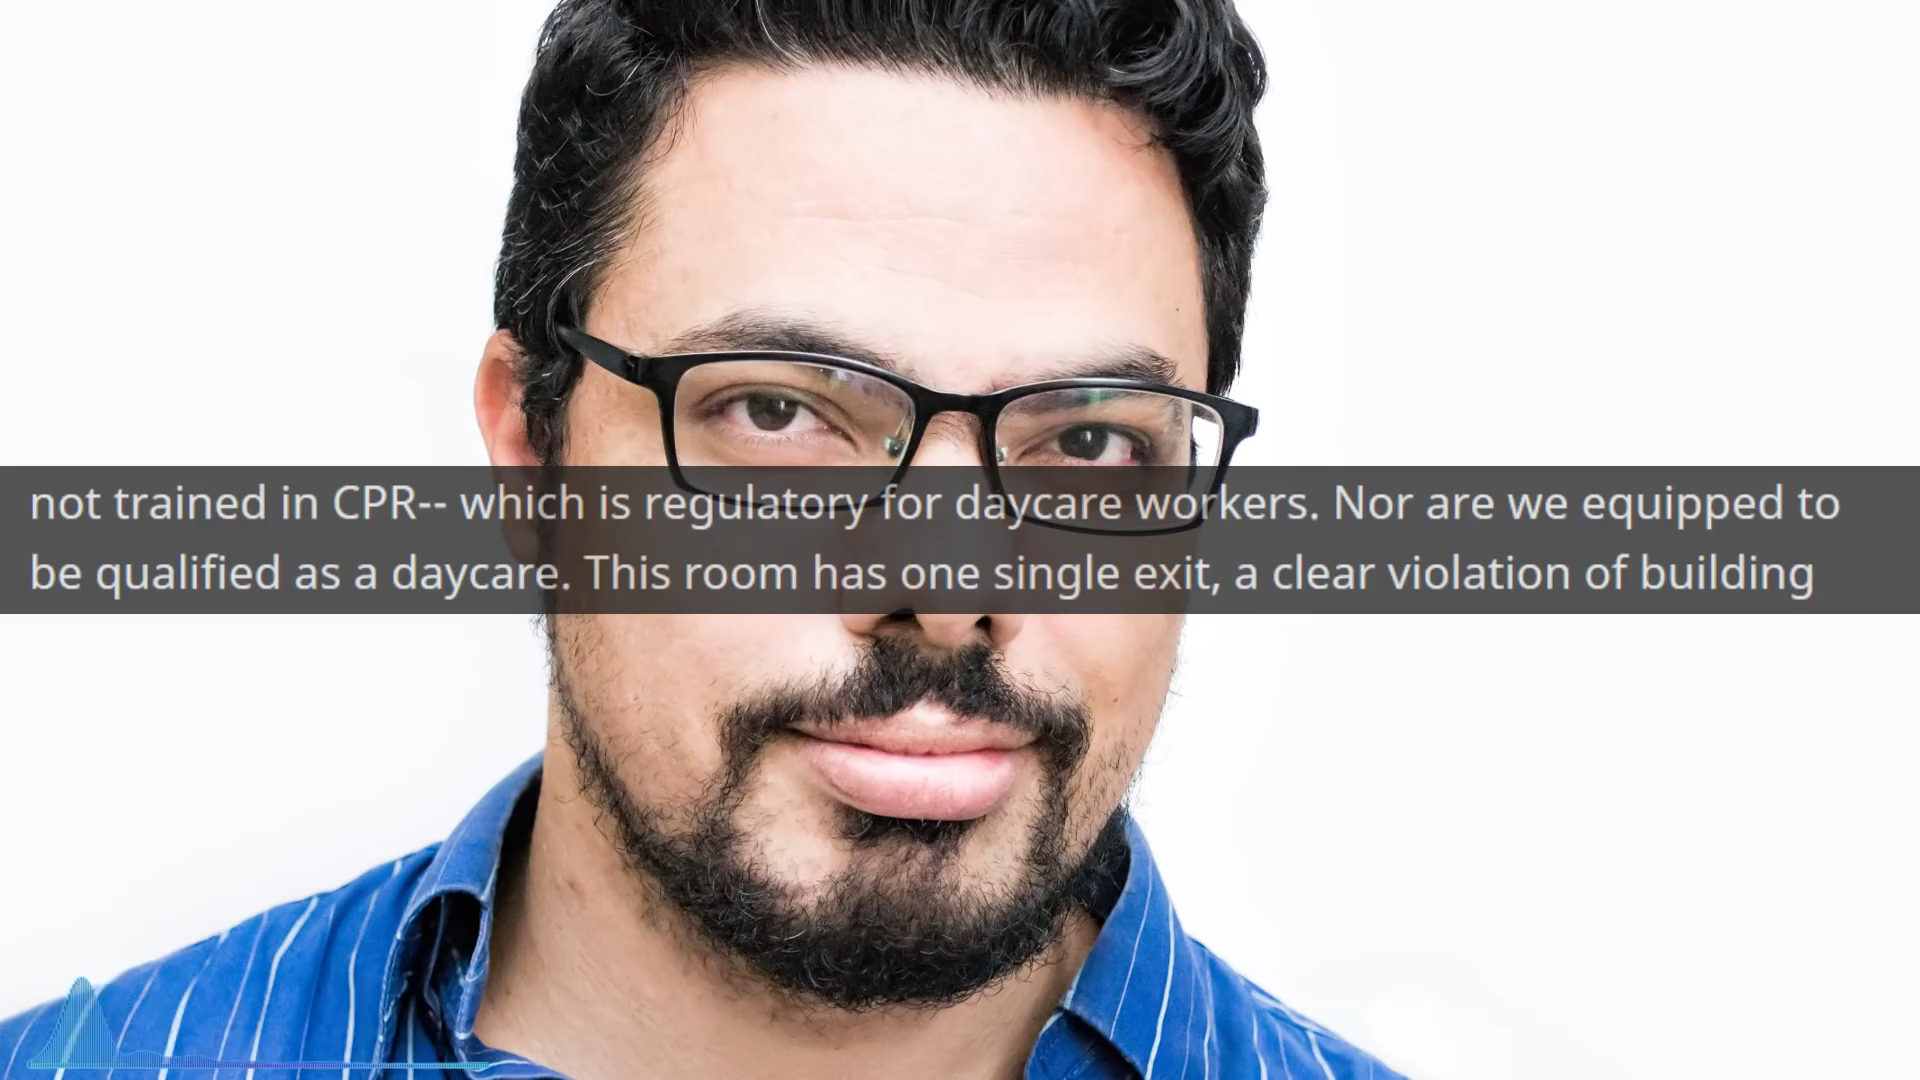 not trained in CPR-- which is regulatory for daycare workers. Nor are we equipped to
be qualified as a daycare. This room has one single exit, a clear violation of building